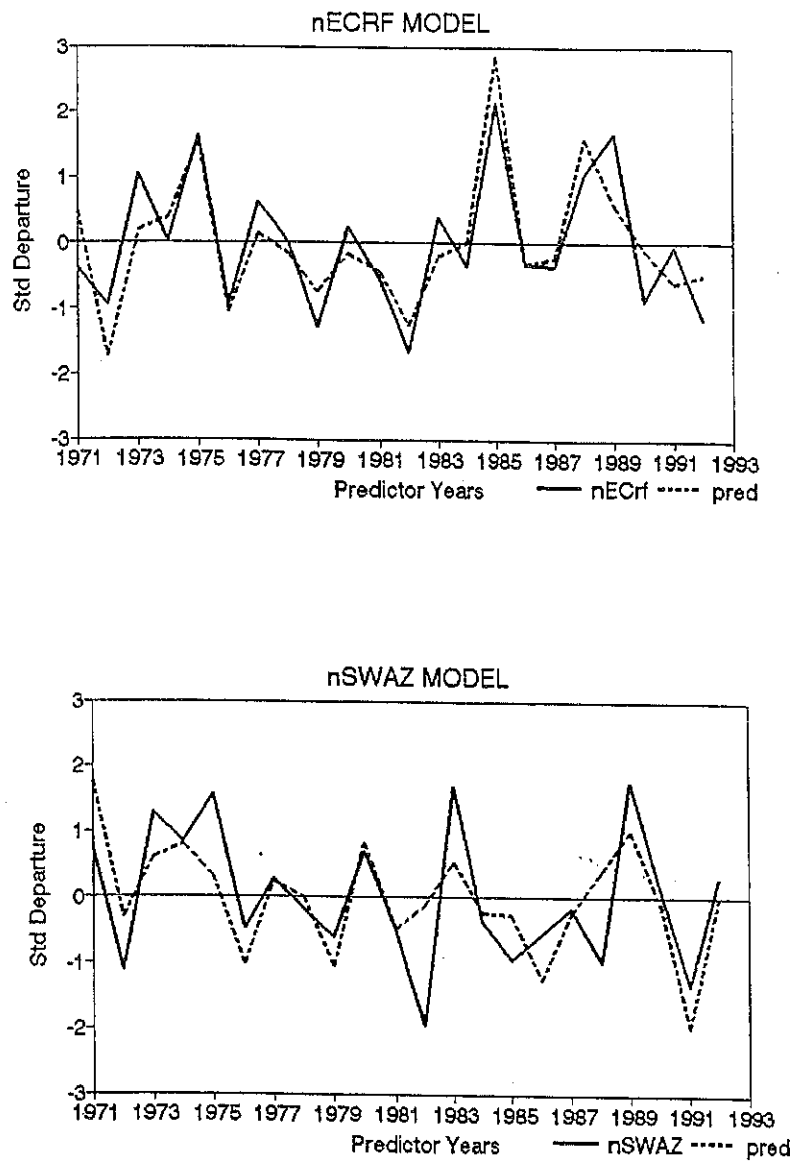 nECRF MODEL
3
2
1
0
-1
-2
-3
Std Departure
1971 1973 1975 1977 1979 1981 1983 1985 1987 1989 1991 1993
Predictor Years nECrf pred
nSWAZ MODEL
3
2
1
0
-1
-2
-3
Std Departure
1971 1973 1975 1977 1979 1981 1983 1985 1987 1989 1991 1993
Predictor Years nSWAZ pred